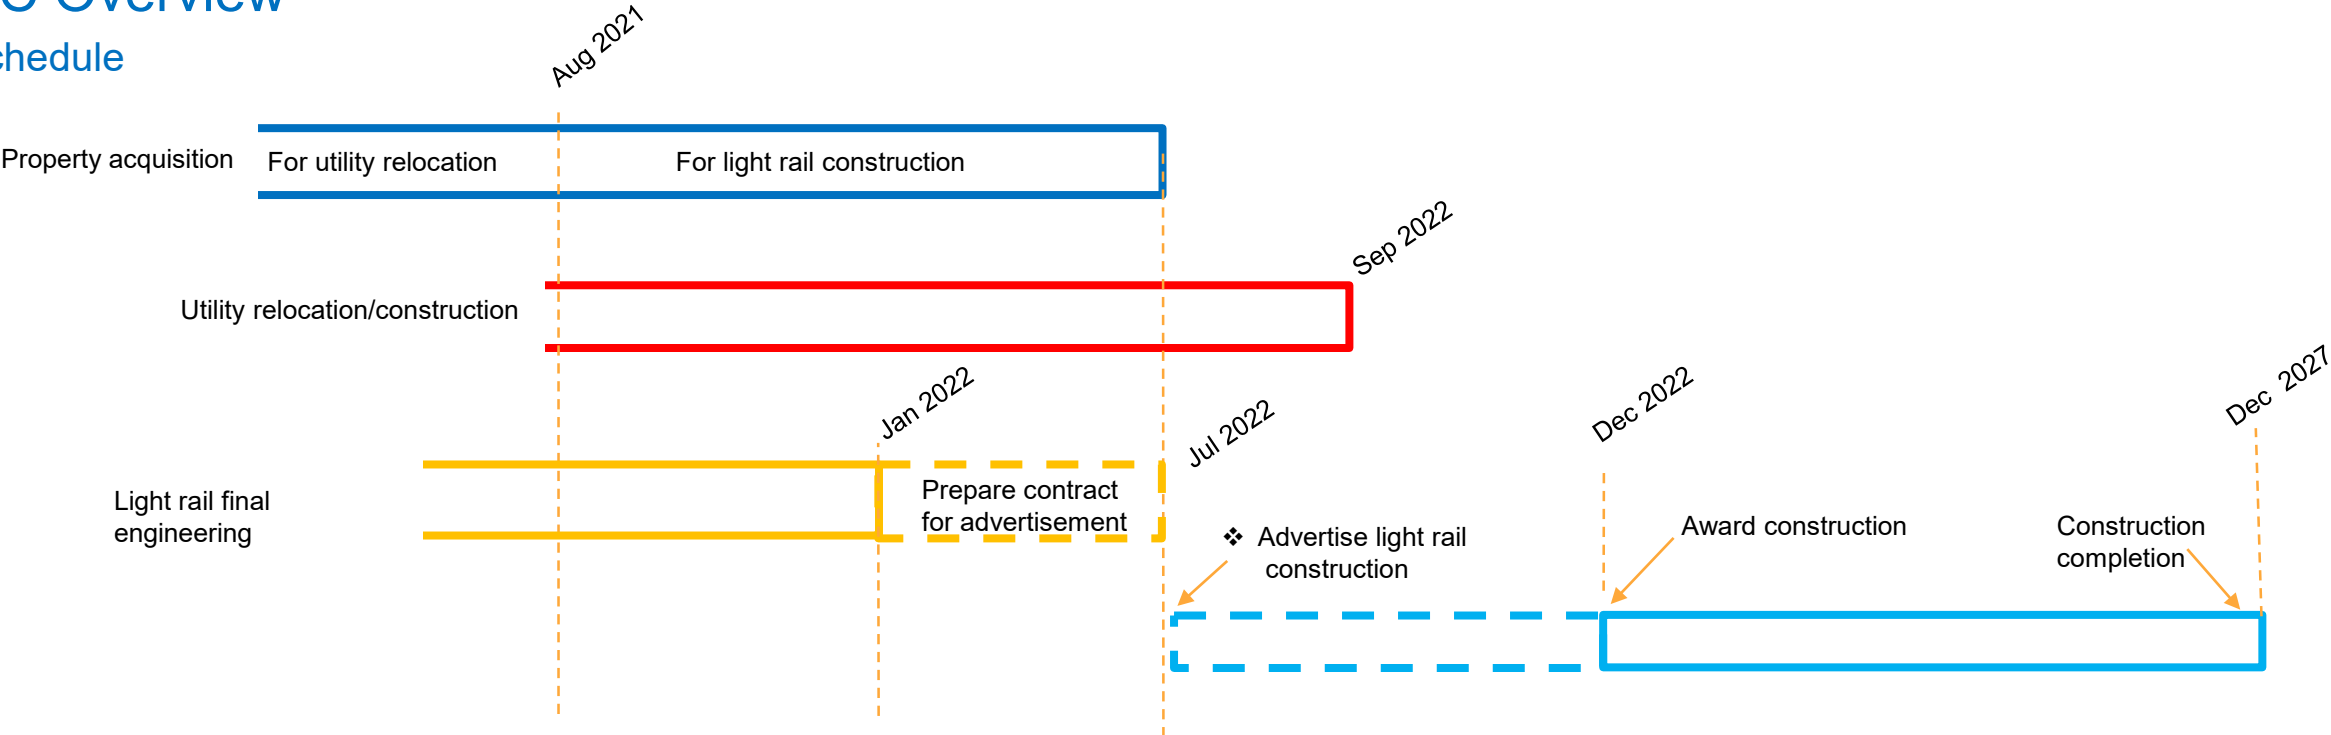 Overview
Schedule
Aug 2021
Property acquisition
For utility relocation
For light rail construction
Sep 2022
Utility relocation/construction
Jan 2022
Jul 2022
Dec 2022
Dec 2027
Light rail final
engineering
Prepare contract
for advertisement
❖ Advertise light rail
construction
Award construction
Construction
completion